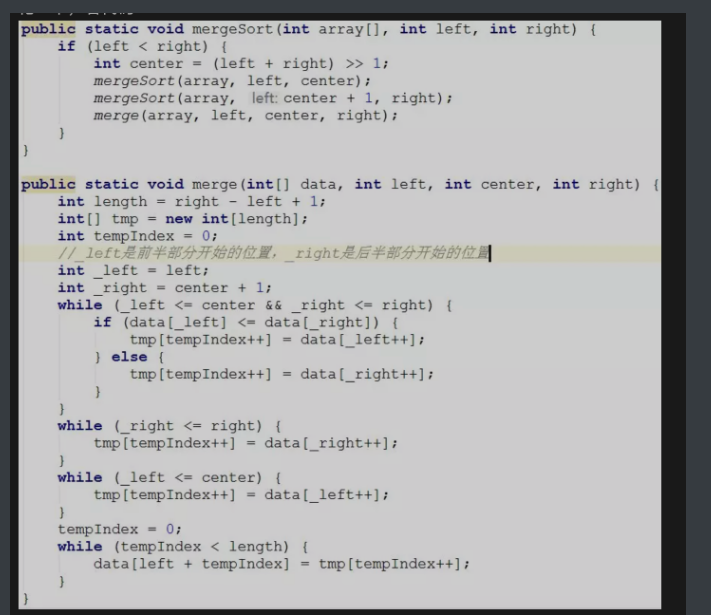 public static void mergeSort(int array[], int left, int right) {
    if (left < right) {
        int center = (left + right) >> 1;
        mergeSort(array, left, center);
        mergeSort(array, left: center + 1, right);
        merge(array, left, center, right);
    }
}

public static void merge(int[] data, int left, int center, int right) {
    int length = right - left + 1;
    int[] tmp = new int[length];
    int tempIndex = 0;
    //_left是前半部分开始的位置，_right是后半部分开始的位置
    int _left = left;
    int _right = center + 1;
    while (_left <= center && _right <= right) {
        if (data[_left] <= data[_right]) {
            tmp[tempIndex++] = data[_left++];
        } else {
            tmp[tempIndex++] = data[_right++];
        }
    }
    while (_right <= right) {
        tmp[tempIndex++] = data[_right++];
    }
    while (_left <= center) {
        tmp[tempIndex++] = data[_left++];
    }
    tempIndex = 0;
    while (tempIndex < length) {
        data[left + tempIndex] = tmp[tempIndex++];
    }
}